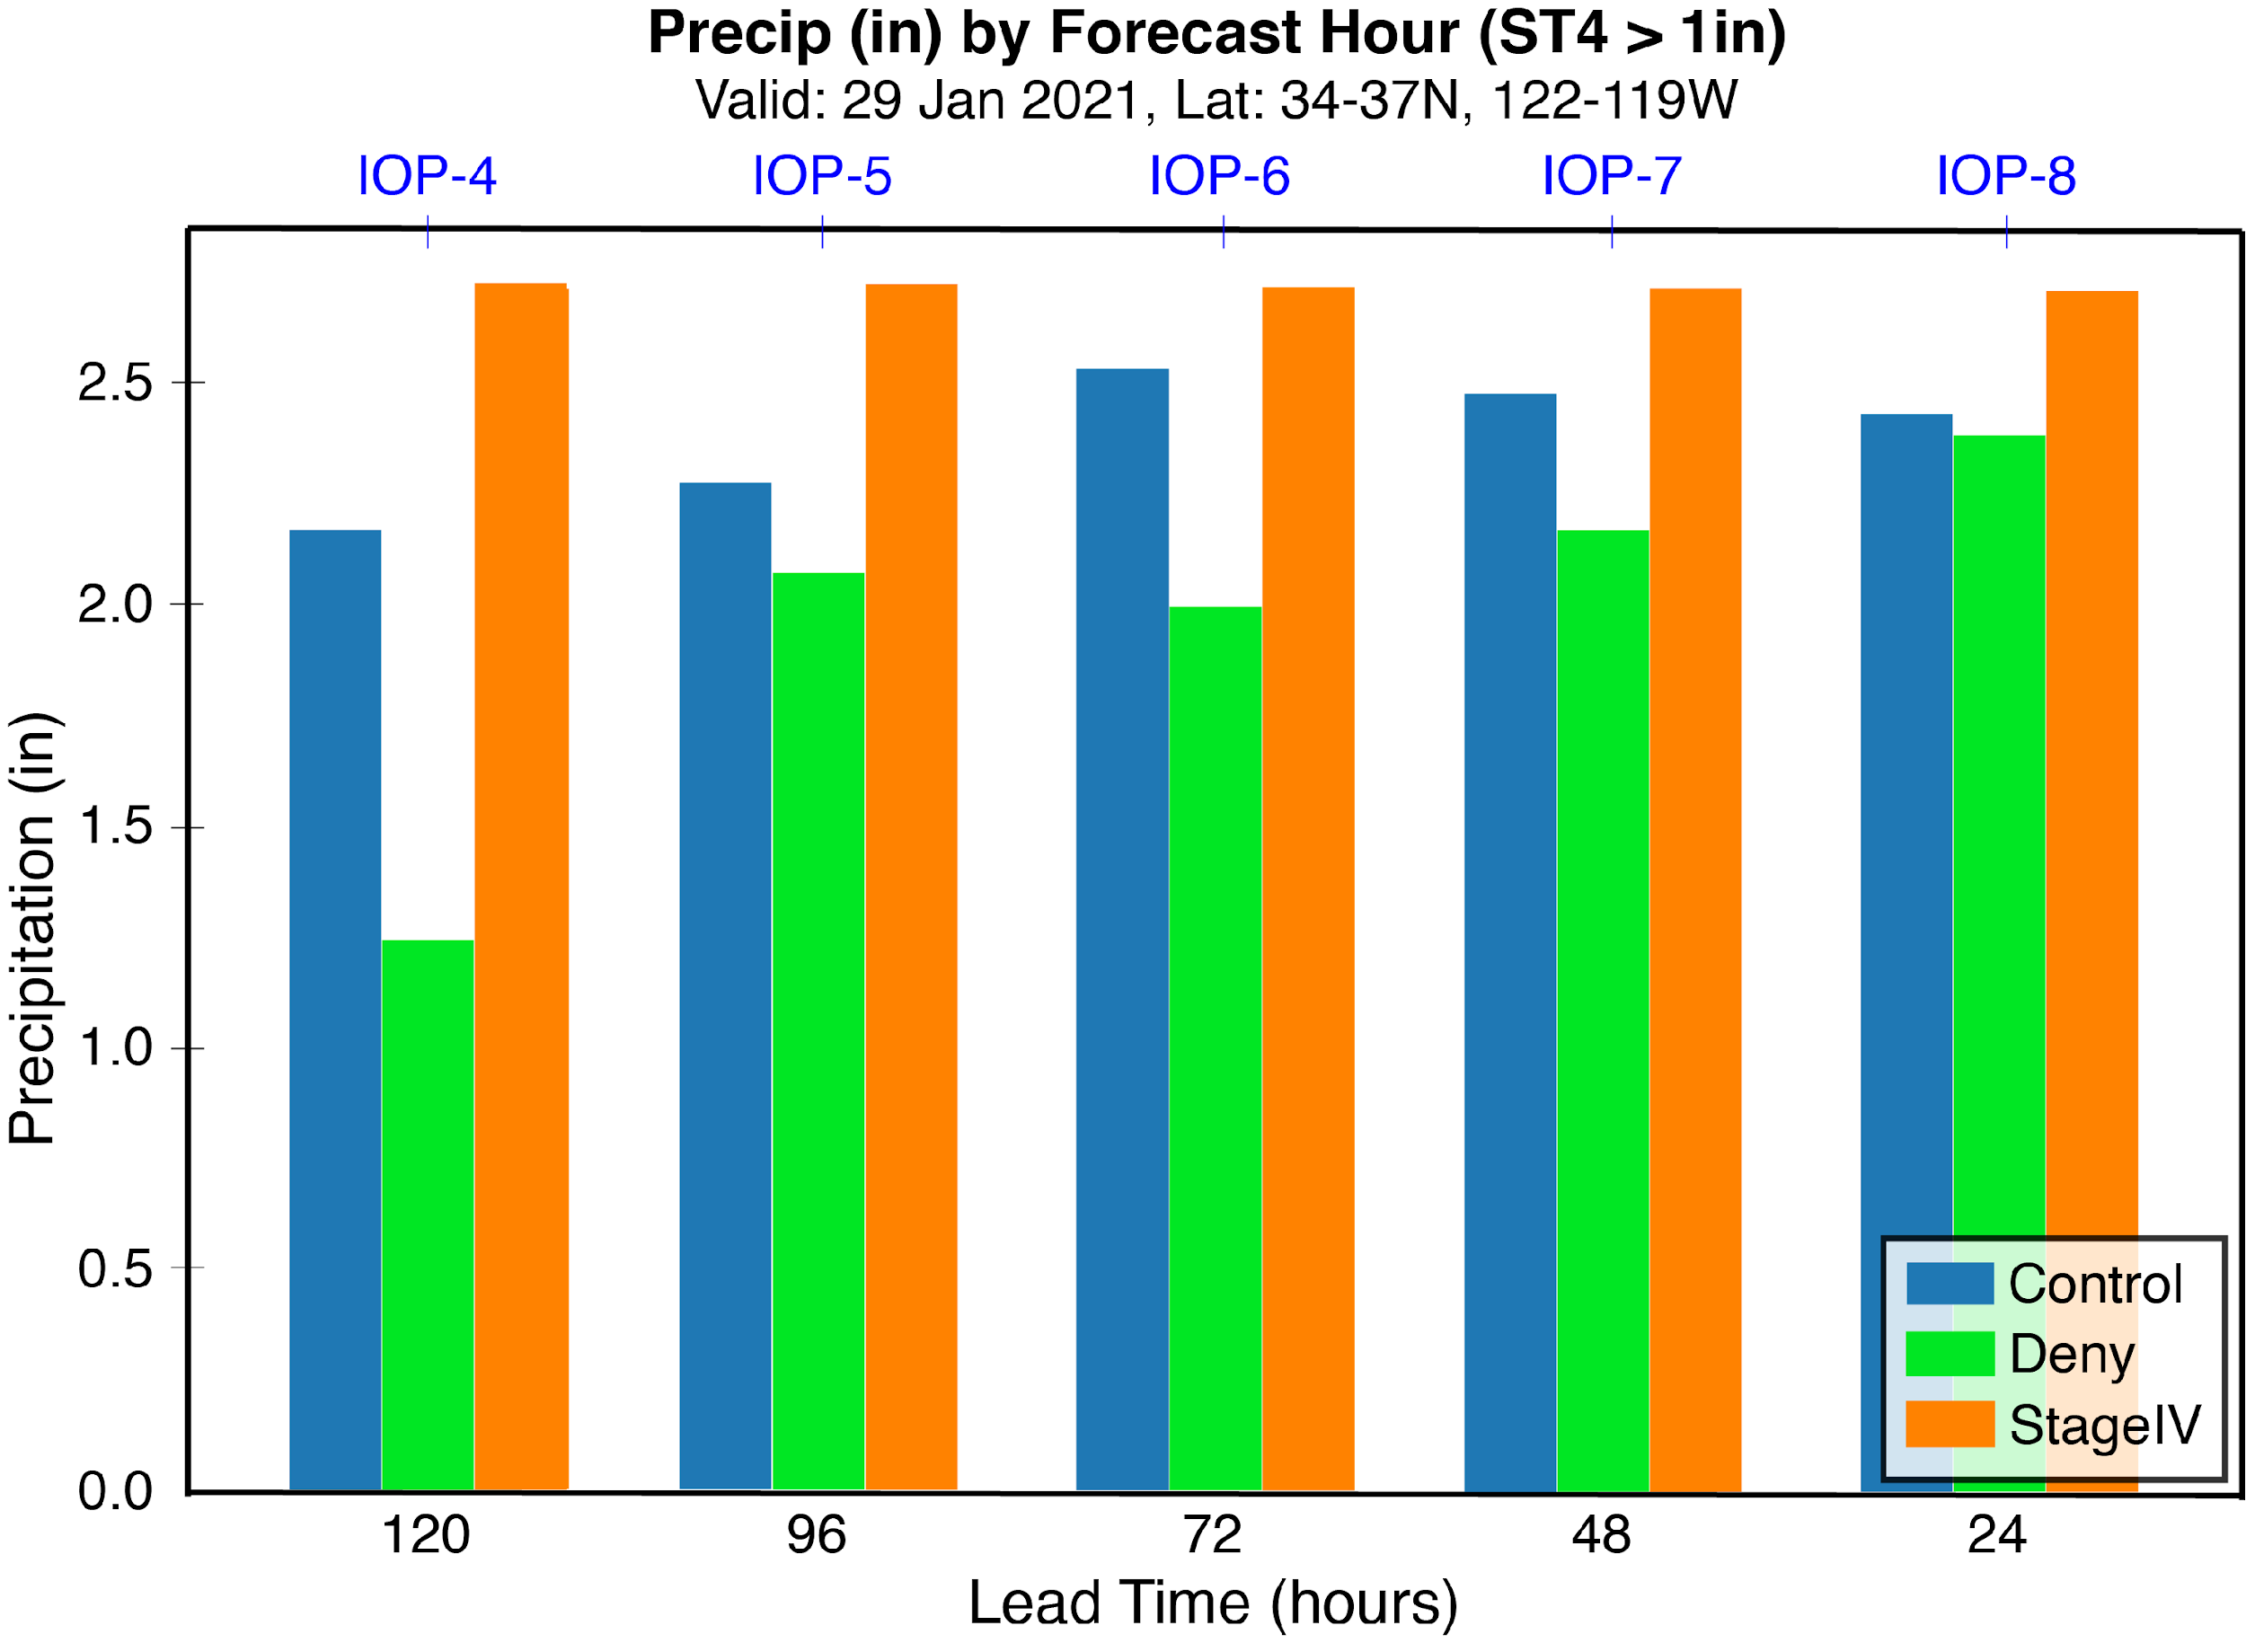 Precip (in) by Forecast Hour (ST4 > 1in)
Valid: 29 Jan 2021, Lat: 34-37N, 122-119W
IOP-4 IOP-5 IOP-6 IOP-7 IOP-8
2.5
2.0
1.5
1.0
0.5
0.0
Precipitation (in)
120 96 72 48 24
Lead Time (hours)
Control
Deny
StageIV